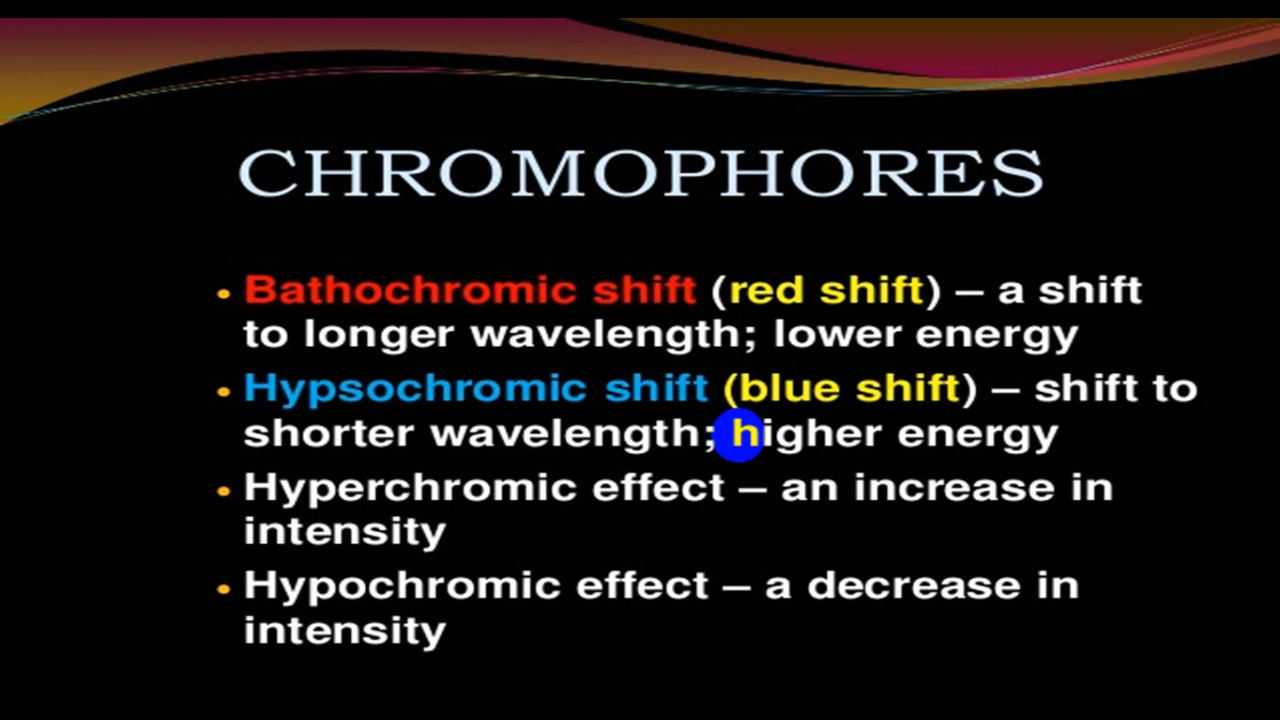 CHROMOPHORES
• Bathochromic shift (red shift) – a shift
to longer wavelength; lower energy
• Hypsochromic shift (blue shift) – shift to
shorter wavelength; higher energy
• Hyperchromic effect – an increase in
intensity
• Hypochromic effect – a decrease in
intensity